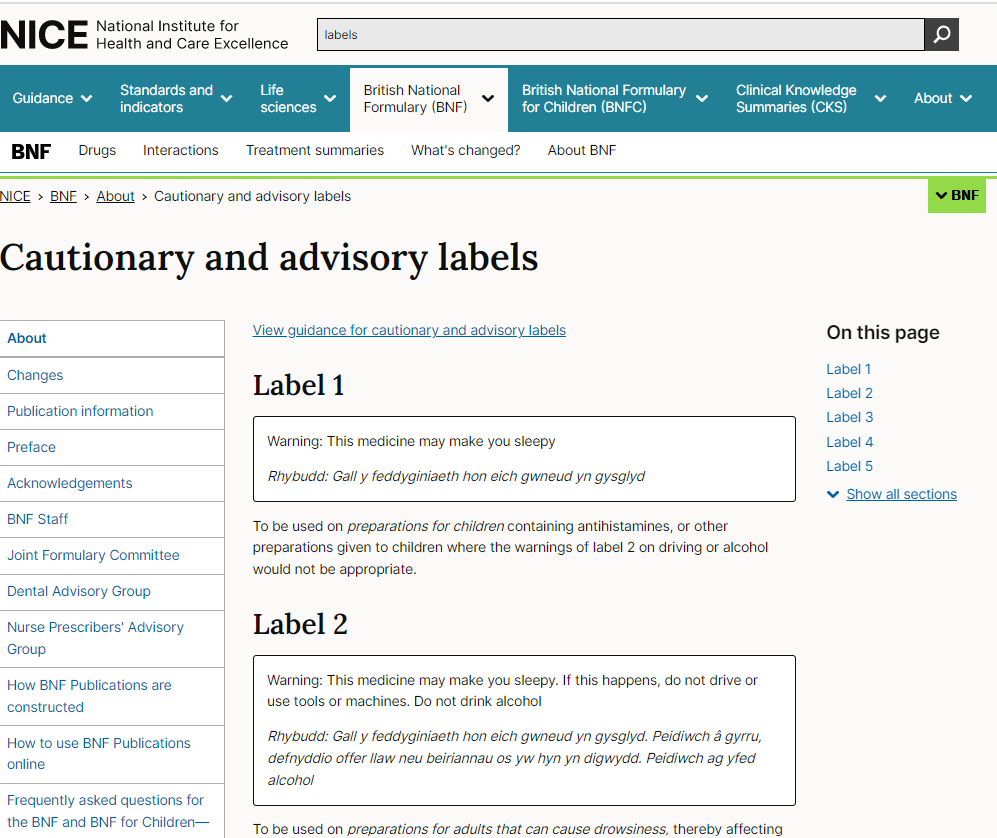 NICE National Institute for
Health and Care Excellence
labels
Guidance
Standards and
indicators
Life
sciences
British National
Formulary (BNF)
British National Formulary
for Children (BNFC)
Clinical Knowledge
Summaries (CKS)
About
BNF Drugs Interactions Treatment summaries What's changed? About BNF
NICE › BNF › About › Cautionary and advisory labels
BNF
Cautionary and advisory labels
About
Changes
Publication information
Preface
Acknowledgements
BNF Staff
Joint Formulary Committee
Dental Advisory Group
Nurse Prescribers' Advisory
Group
How BNF Publications are
constructed
How to use BNF Publications
online
Frequently asked questions for
the BNF and BNF for Children—
View guidance for cautionary and advisory labels
Label 1
Warning: This medicine may make you sleepy
Rhybudd: Gall y feddyginiaeth hon eich gwneud yn gysglyd
To be used on preparations for children containing antihistamines, or other
preparations given to children where the warnings of label 2 on driving or alcohol
would not be appropriate.
Label 2
Warning: This medicine may make you sleepy. If this happens, do not drive or
use tools or machines. Do not drink alcohol
Rhybudd: Gall y feddyginiaeth hon eich gwneud yn gysglyd. Peidiwch â gyrru,
defnyddio offer llaw neu beiriannau os yw hyn yn digwydd. Peidiwch ag yfed
alcohol
To be used on preparations for adults that can cause drowsiness, thereby affecting
On this page
Label 1
Label 2
Label 3
Label 4
Label 5
Show all sections